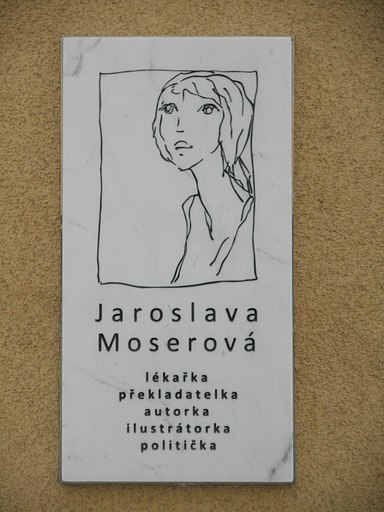 Jaroslava
Moserová
lékařka
překladatelka
autorka
ilustrátorka
politička